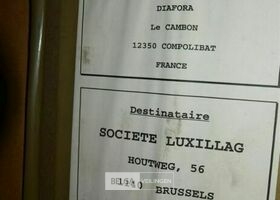 DIAFORA
Le CAMBON
12350 COMPOLIBAT
FRANCE
Destinataire
SOCIETE LUXILLAG
HOUTWEG, 56
BRUSSELS